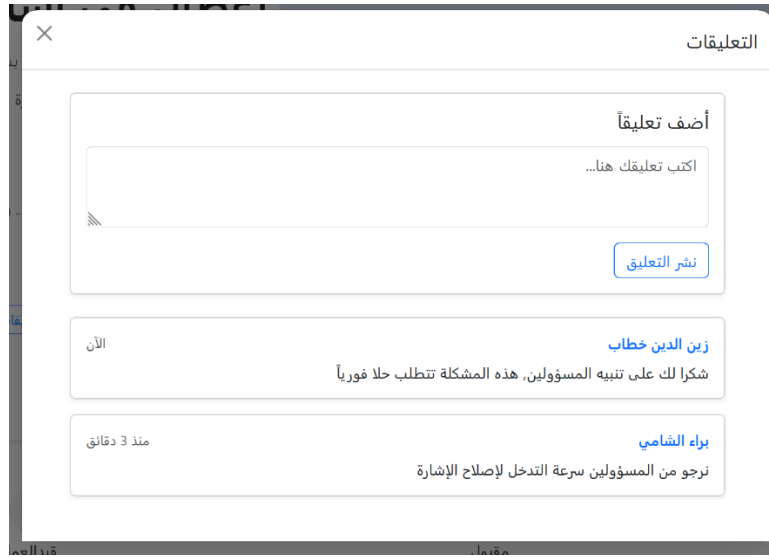 التعليقات
أضف تعليقاً
اكتب تعليقك هنا...
نشر التعليق
زين الدين خطاب
الآن
شكرا لك على تنبيه المسؤولين, هذه المشكلة تتطلب حلا فورياً
براء الشامي
منذ 3 دقائق
نرجو من المسؤولين سرعة التدخل لإصلاح الإشارة
مقبول